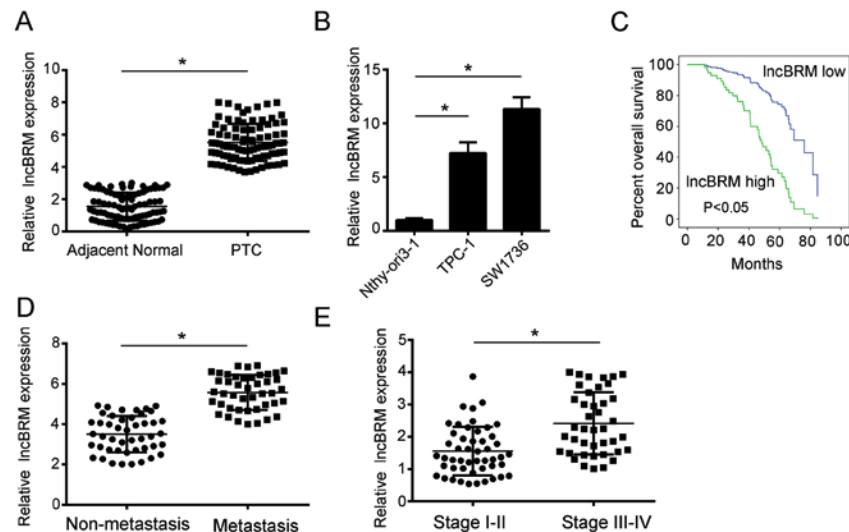 A
Relative lncBRM expression
*
8
6
4
2
0
Adjacent Normal
PTC
B
Relative lncBRM expression
*
*
15
10
5
0
Nthy-ori3-1
TPC-1
SW1736
C
Percent overall survival
100
80
60
40
20
0
lncBRM low
lncBRM high
P<0.05
0 20 40 60 80 100
Months
D
Relative lncBRM expression
*
8
6
4
2
0
Non-metastasis
Metastasis
E
Relative lncBRM expression
*
5
4
3
2
1
0
Stage I-II
Stage III-IV